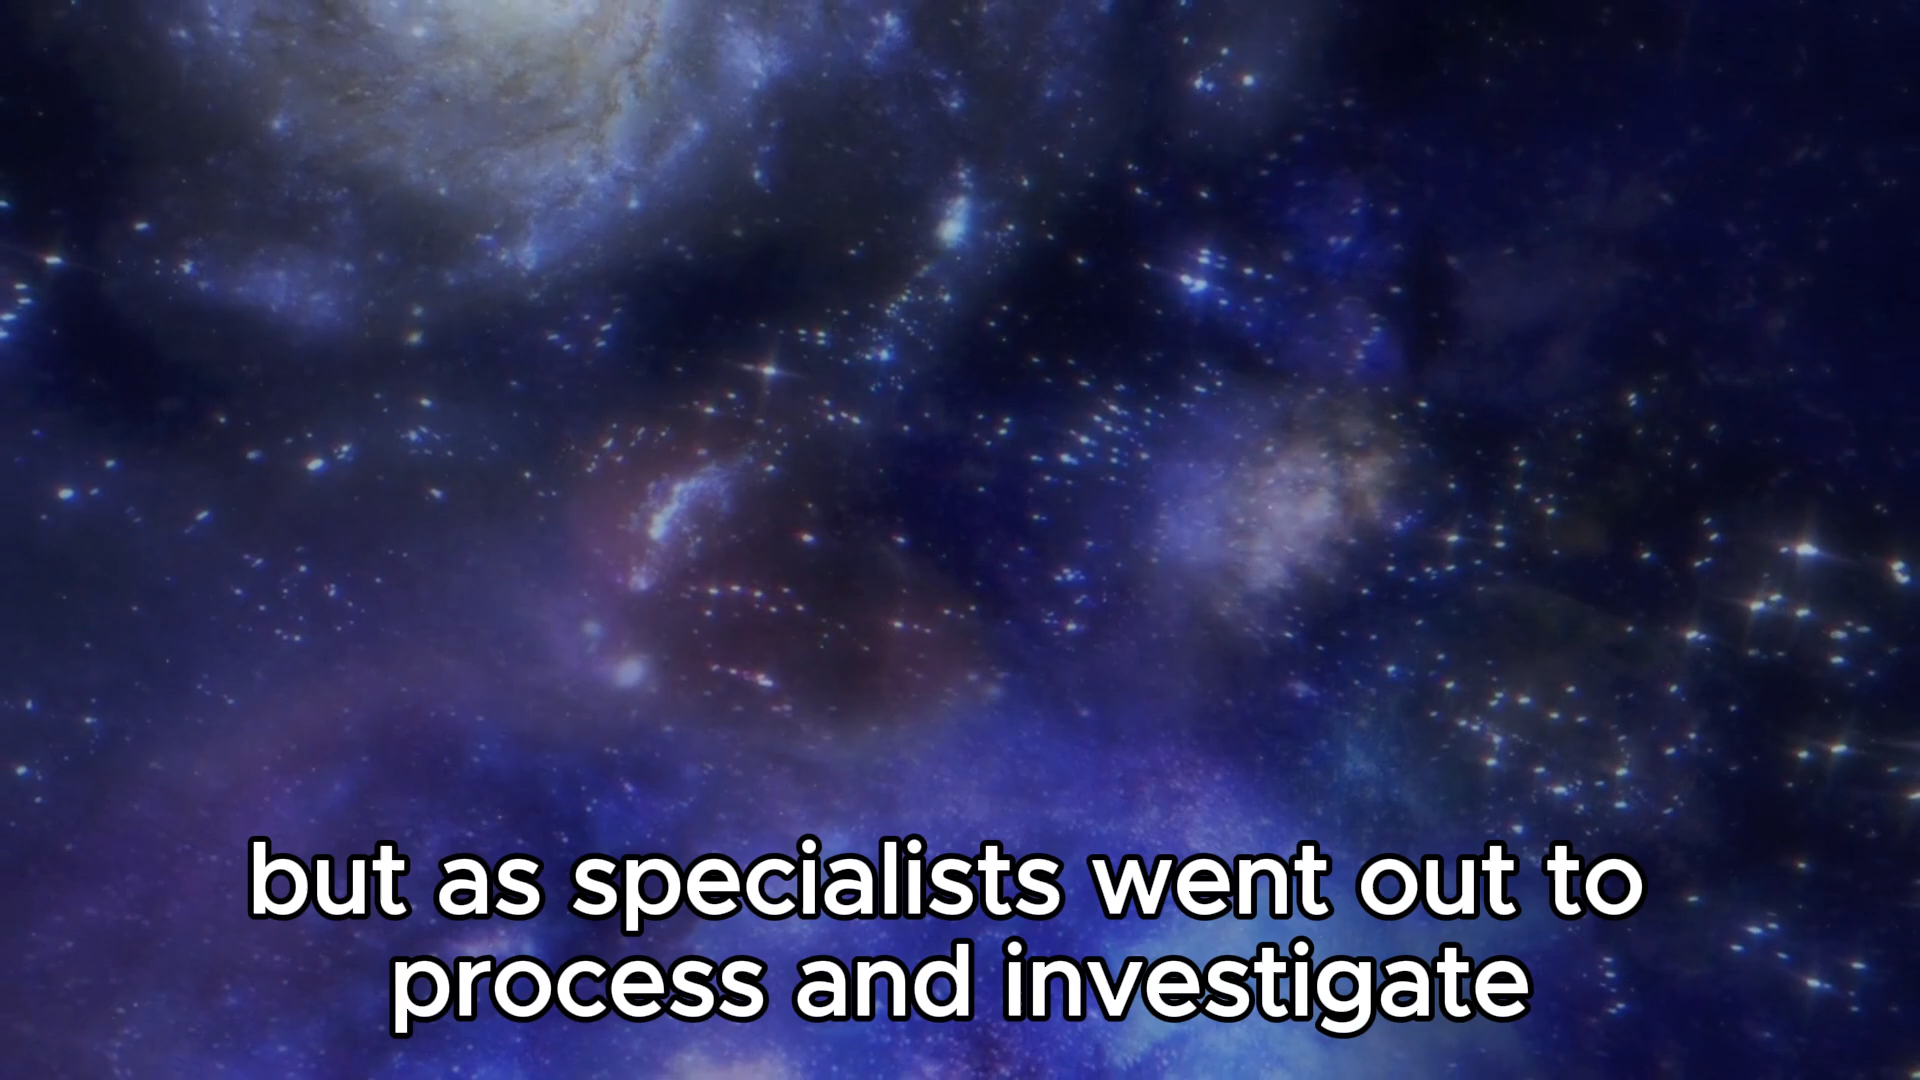 but as specialists went out to
process and investigate